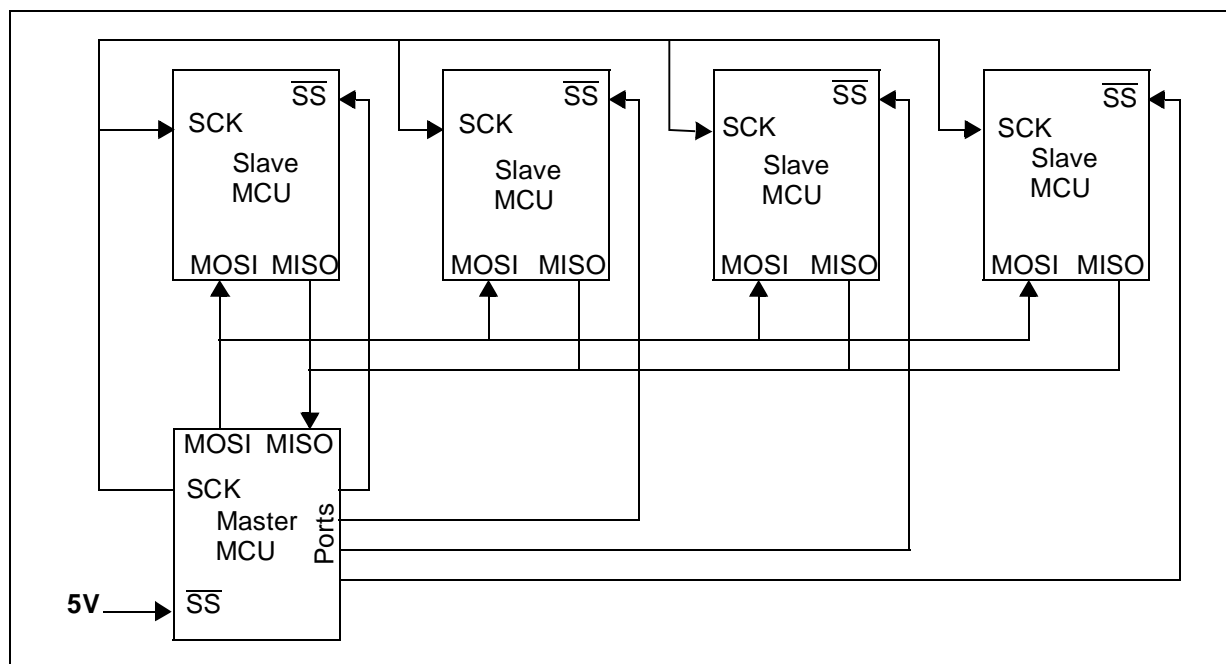 SS SS SS SS
SCK SCK SCK SCK
Slave Slave Slave Slave
MCU MCU MCU MCU
MOSI MISO MOSI MISO MOSI MISO MOSI MISO
MOSI MISO
SCK
Master
MCU
Ports
5V
SS